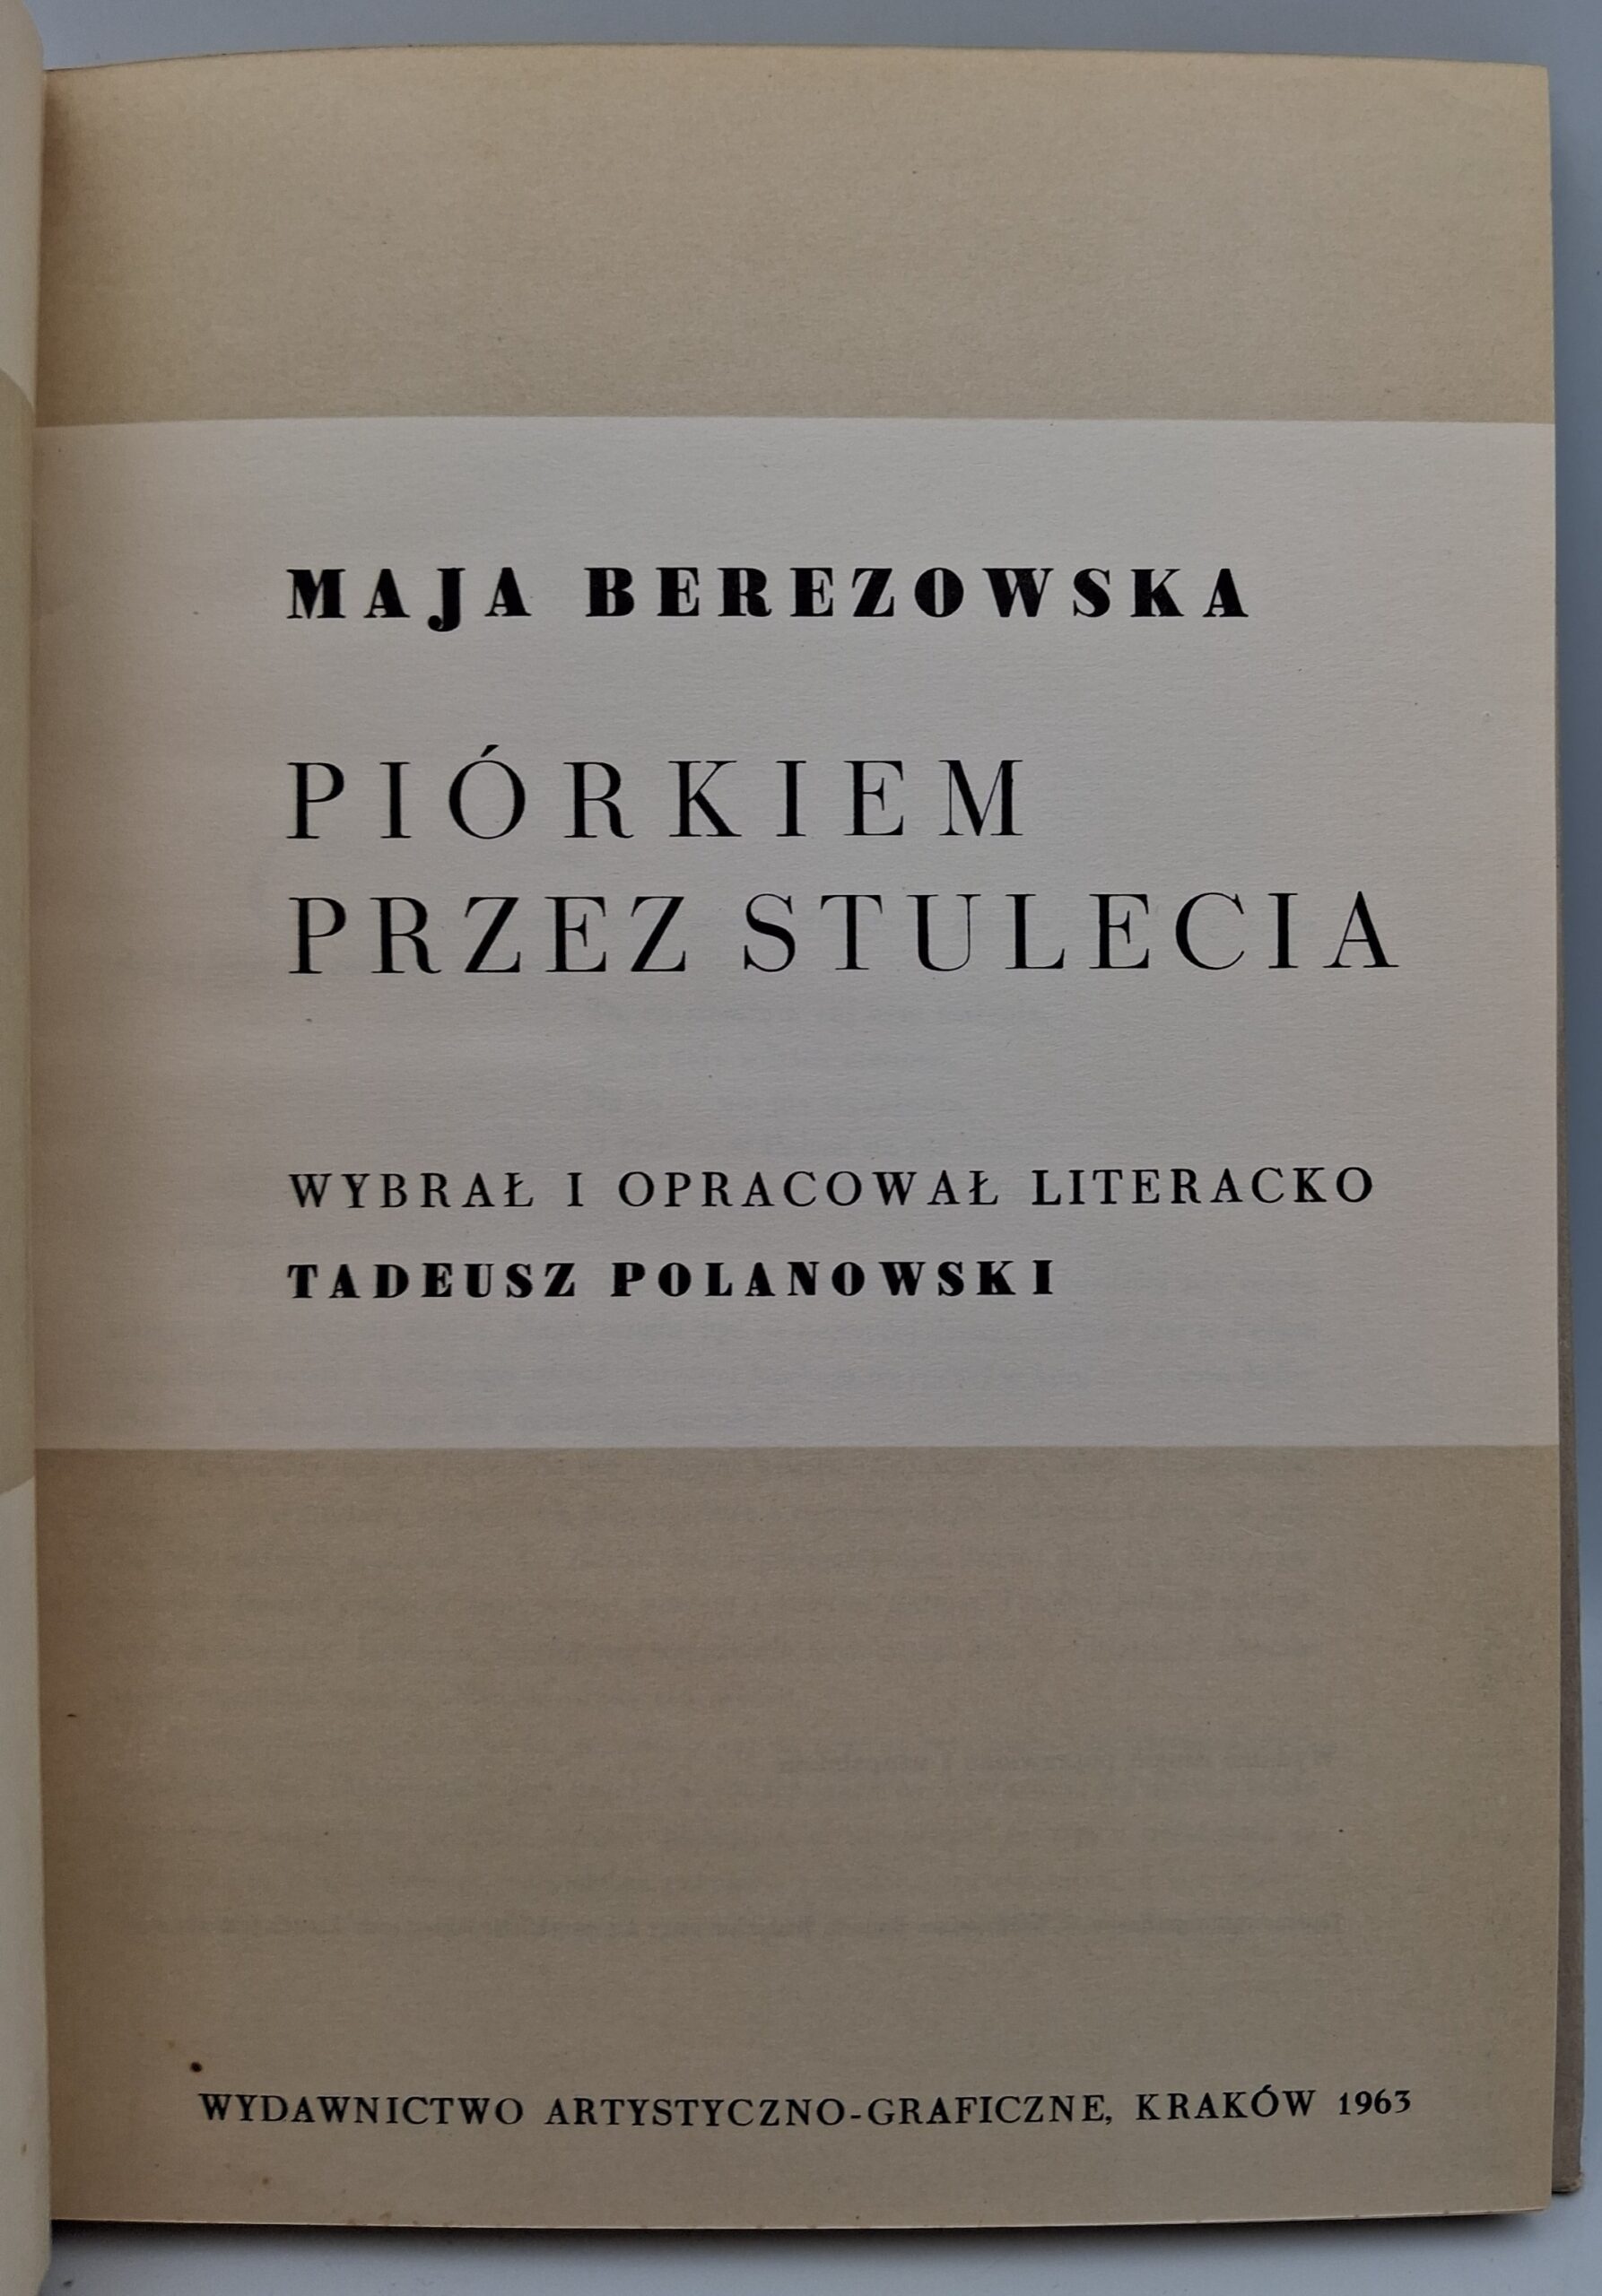 MAJA BEREZOWSKA
PIÓRKIEM
PRZEZ STULECIA
WYBRAŁ I OPRACOWAŁ LITERACKO
TADEUSZ POLANOWSKI
WYDAWNICTWO ARTYSTYCZNO-GRAFICZNE, KRAKÓW 1963